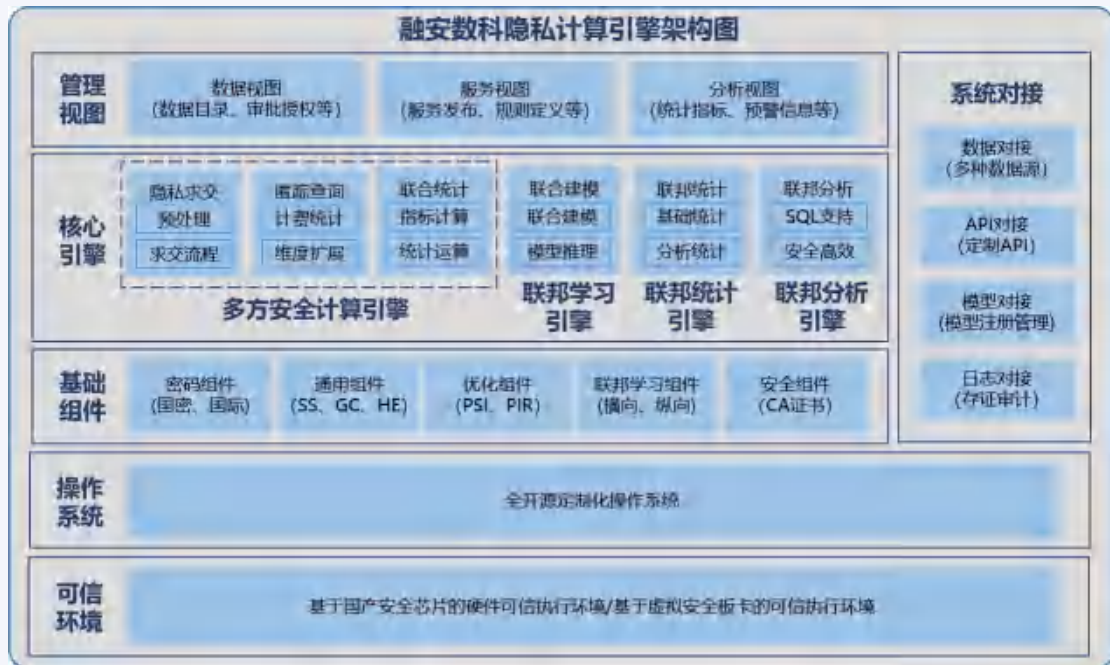 融安数科隐私计算引擎架构图
管理
视图
数据视图
(数据目录、审批授权等)
服务视图
(服务发布、规则定义等)
分析视图
(统计指标、预警信息等)
核心
引擎
隐私求交
预处理
求交流程
匿踪查询
计费统计
维度扩展
联合统计
指标计算
统计运算
多方安全计算引擎
联合建模
联合建模
模型推理
联邦学习
引擎
联邦统计
基础统计
分析统计
联邦统计
引擎
联邦分析
SQL支持
安全高效
联邦分析
引擎
基础
组件
密码组件
(国密、国际)
通用组件
(SS、GC、HE)
优化组件
(PSI、PIR)
联邦学习组件
(横向、纵向)
安全组件
(CA证书)
系统对接
数据对接
(多种数据源)
API对接
(定制API)
模型对接
(模型注册管理)
日志对接
(存证审计)
操作
系统
全开源定制化操作系统
可信
环境
基于国产安全芯片的硬件可信执行环境/基于虚拟安全板卡的可信执行环境